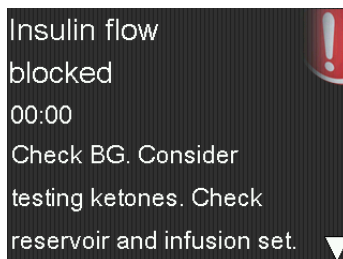 Insulin flow
blocked
00:00
Check BG. Consider
testing ketones. Check
reservoir and infusion set.